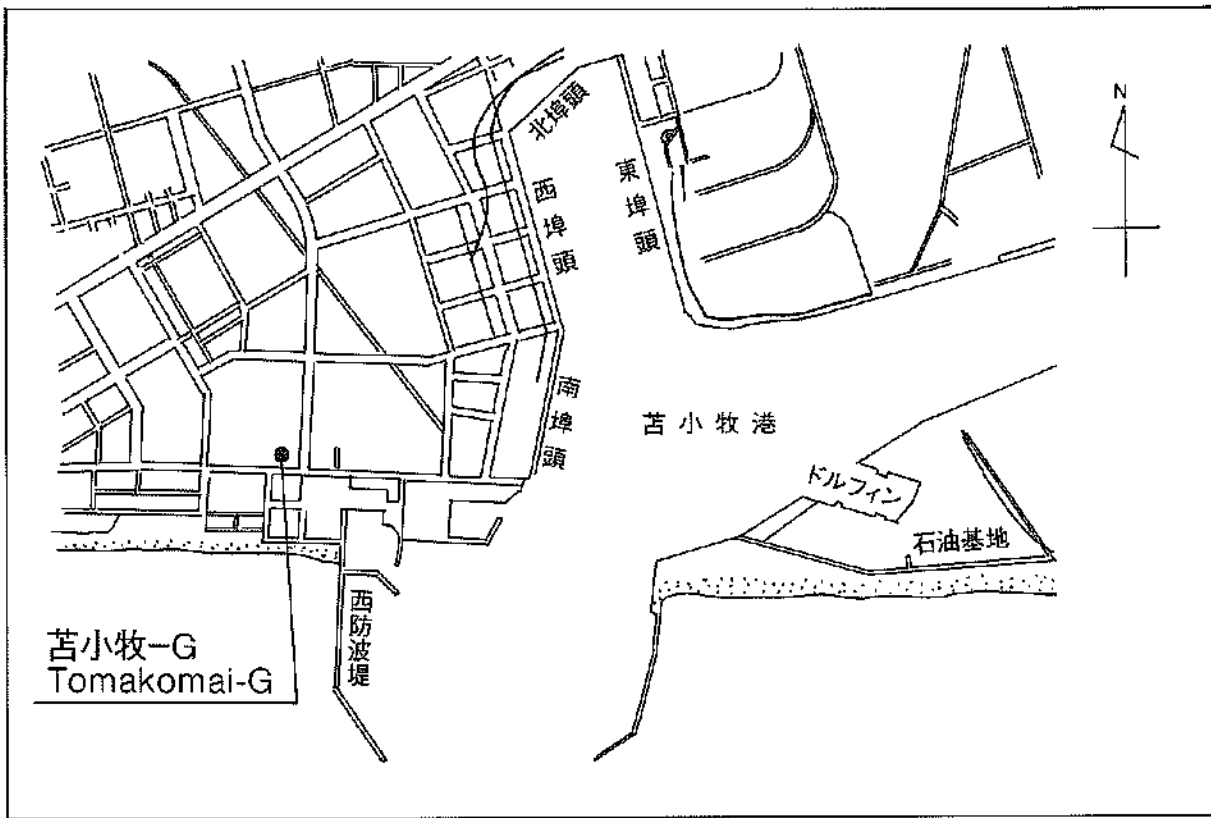 北埠頭
N
西埠頭
東埠頭
南埠頭
苫小牧港
ドルフィン
石油基地
西防波堤
苫小牧-G
Tomakomai-G